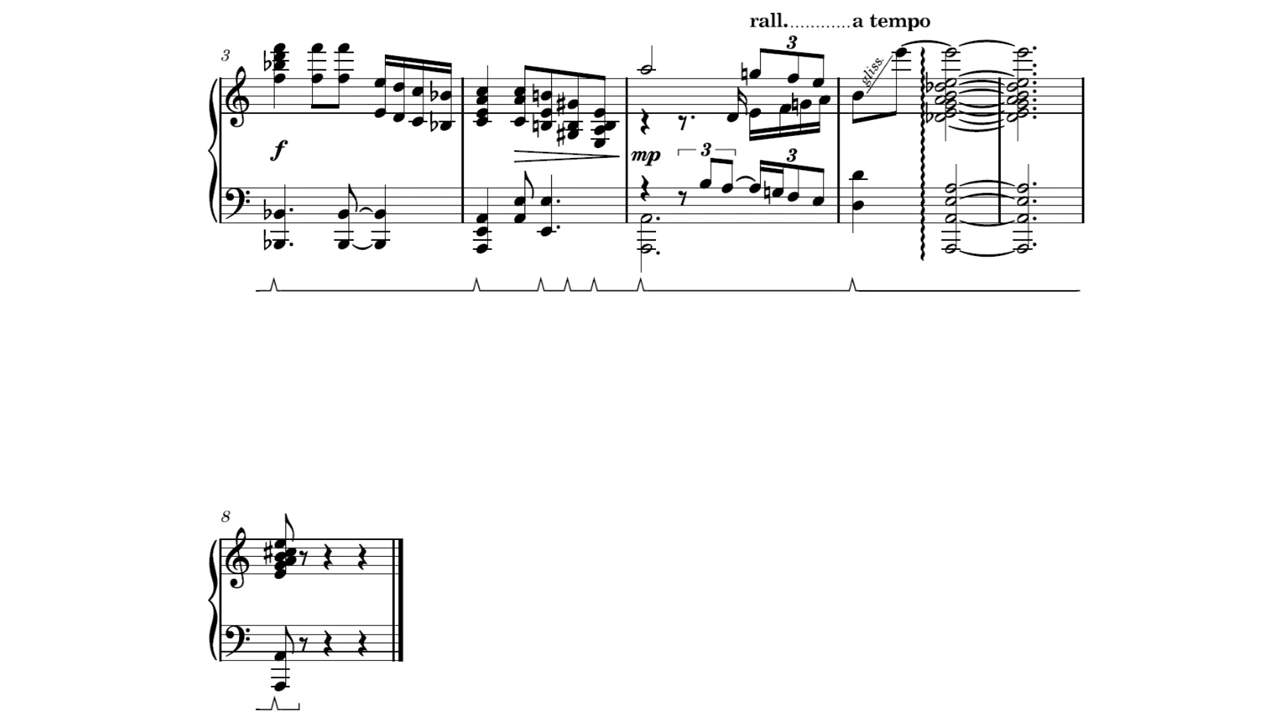 rall............. a tempo
3
3
gliss.
f
mp
3
3
8